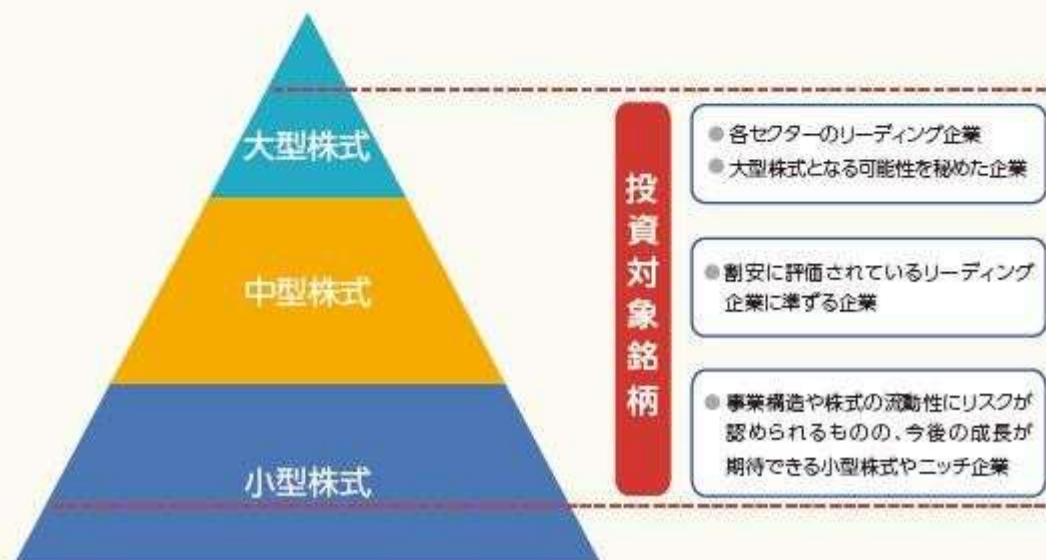 大型株式
中型株式
小型株式
投資対象銘柄
● 各セクターのリーディング企業
● 大型株式となる可能性を秘めた企業
● 割安に評価されているリーディング
企業に準ずる企業
● 事業構造や株式の流動性にリスクが
認められるものの、今後の成長が
期待できる小型株式やニッチ企業